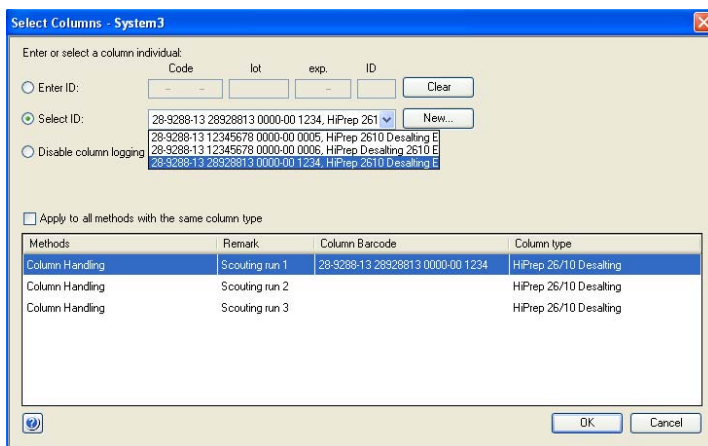 Select Columns - System3
Enter or select a column individual:
Code lot exp. ID
Enter ID: - - - Clear
Select ID: 28-9288-13 28928813 0000-00 1234, HiPrep 261 New...
28-9288-13 12345678 0000-00 0005, HiPrep 2610 Desalting E
28-9288-13 12345678 0000-00 0006, HiPrep Desalting 2610 E
Disable column logging 28-9288-13 28928813 0000-00 1234, HiPrep 2610 Desalting E
Apply to all methods with the same column type
Methods Remark Column Barcode Column type
Column Handling Scouting run 1 28-9288-13 28928813 0000-00 1234 HiPrep 26/10 Desalting
Column Handling Scouting run 2 HiPrep 26/10 Desalting
Column Handling Scouting run 3 HiPrep 26/10 Desalting
OK Cancel